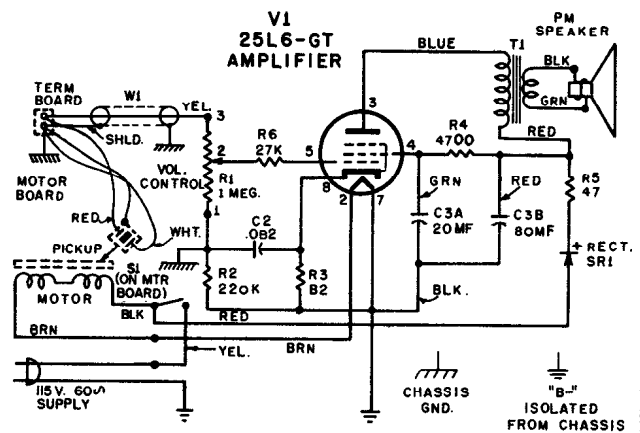 V1
25L6-GT
AMPLIFIER
PM
SPEAKER
BLUE
T1
BLK
GRN
RED
TERM
BOARD
W1
YEL.
3
SHLD.
MOTOR
BOARD
2
VOL.
CONTROL
R1
1 MEG.
1
R6
27K
5
3
4
8
2
7
R4
4700
R5
47
GRN
RED
C3A
20MF
C3B
80MF
+ RECT.
SR1
RED
WHT.
PICKUP
C2
.082
R2
220K
R3
82
BLK.
S1
(ON MTR
BOARD)
MOTOR
BLK
RED
BRN
YEL.
BRN
115V. 60∿
SUPPLY
CHASSIS
GND.
"B-"
ISOLATED
FROM CHASSIS